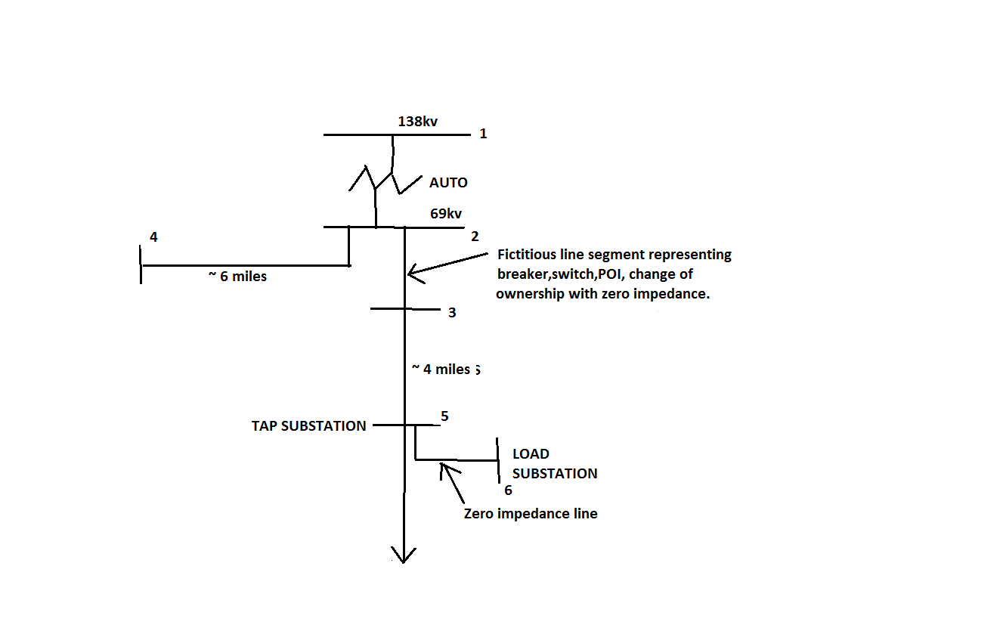 138kv
1
AUTO
69kv
4
2
~ 6 miles
Fictitious line segment representing
breaker,switch,POI, change of
ownership with zero impedance.
3
~ 4 miles s
5
TAP SUBSTATION
LOAD
SUBSTATION
6
Zero impedance line